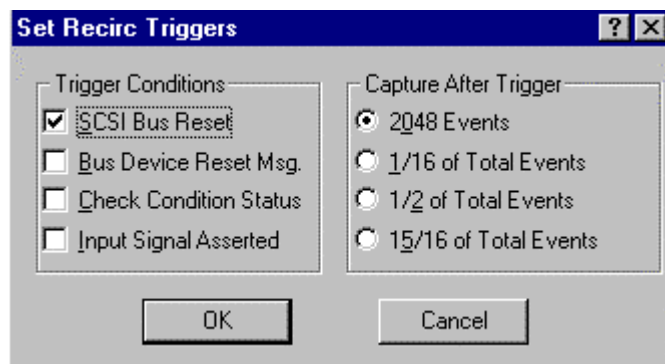 Set Recirc Triggers
Trigger Conditions
SCSI Bus Reset
Bus Device Reset Msg.
Check Condition Status
Input Signal Asserted
Capture After Trigger
2048 Events
1/16 of Total Events
1/2 of Total Events
15/16 of Total Events
OK
Cancel